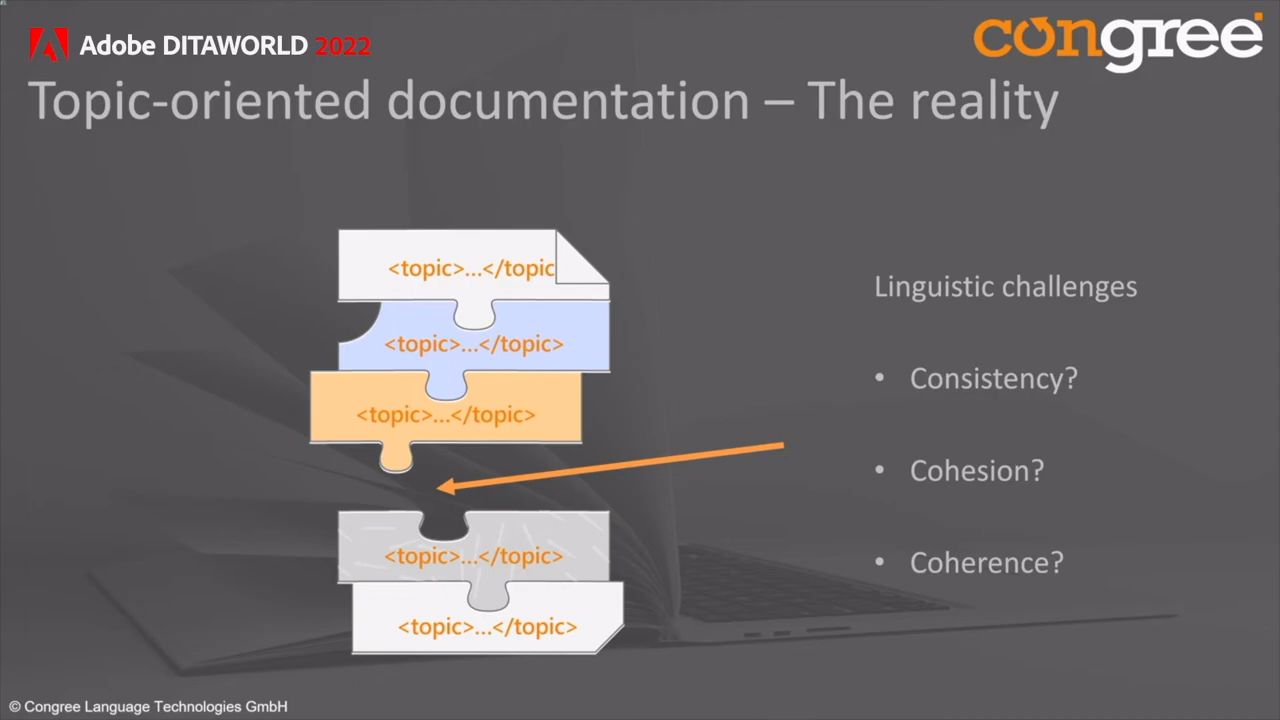 Adobe DITAWORLD 2022
congree
Topic-oriented documentation – The reality
<topic>...</topic
<topic>...</topic>
<topic>...</topic>
<topic>...</topic>
<topic>...</topic>
Linguistic challenges
• Consistency?
• Cohesion?
• Coherence?
© Congree Language Technologies GmbH